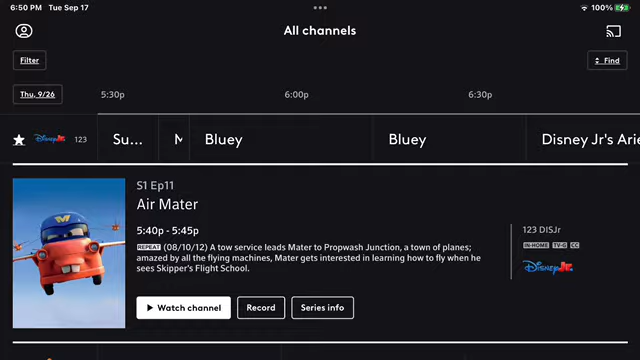 6:50 PM Tue Sep 17
100%
All channels
Filter
Find
Thu, 9/26
5:30p
6:00p
6:30p
Disney Jr.
123
Su...
Bluey
Bluey
Disney Jr's Arie
S1 Ep11
Air Mater
5:40p - 5:45p
REPEAT (08/10/12) A tow service leads Mater to Propwash Junction, a town of planes;
amazed by all the flying machines, Mater gets interested in learning how to fly when he
sees Skipper's Flight School.
123 DISJr
IN-HOME TV-G CC
Disney Jr.
Watch channel
Record
Series info